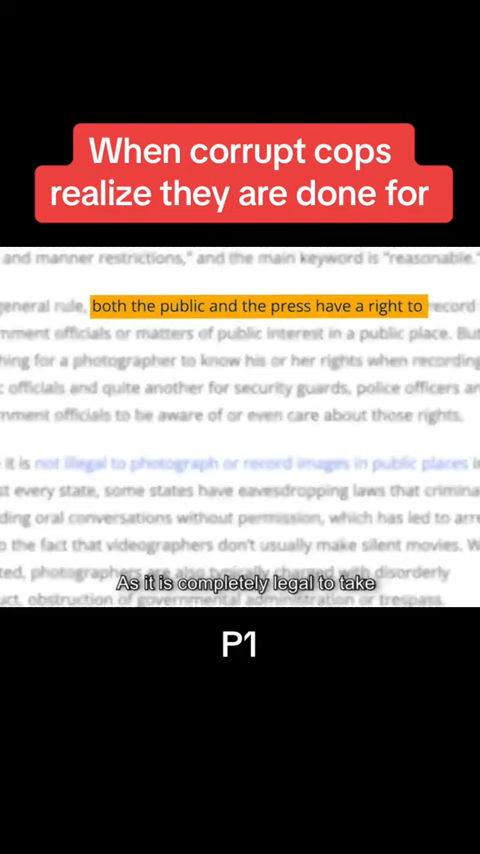 When corrupt cops
realize they are done for
and manner restrictions," and the main keyword is "reasonable."
general rule, both the public and the press have a right to record
nment officials or matters of public interest in a public place. But
hing for a photographer to know his or her rights when recording
c officials and quite another for security guards, police officers an
nment officials to be aware of or even care about those rights.
it is not illegal to photograph or record images in public places i
st every state, some states have eavesdropping laws that crimina
ding oral conversations without permission, which has led to arre
o the fact that videographers don't usually make silent movies. W
ted, photographers are also typically charged with disorderly
As it is completely legal to take
uct, obstruction of governmental administration or trespass.
P1